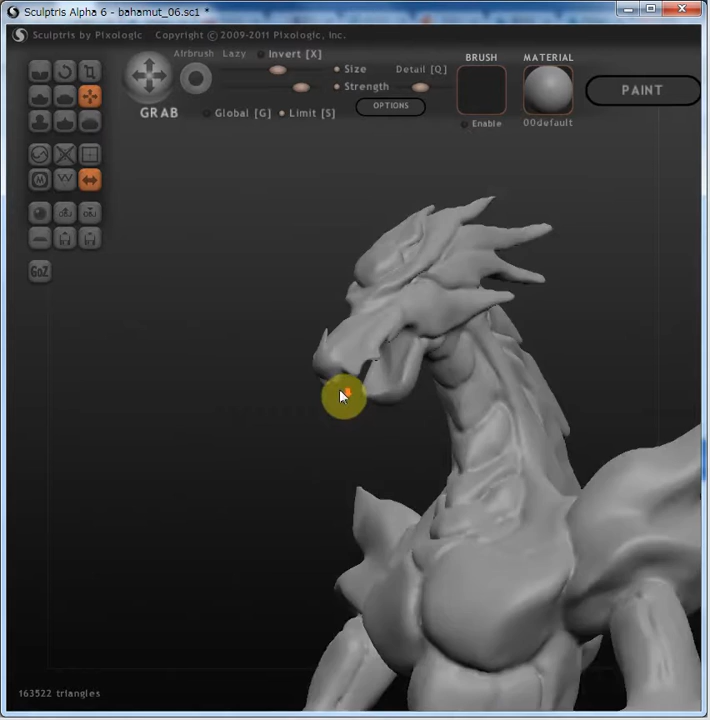 Sculptris Alpha 6 - bahamut_06.sc1 *
Sculptris by Pixologic Copyright © 2009-2011 Pixologic, Inc.
Airbrush Lazy Invert [X]
Size
Strength
Detail [Q]
GRAB
Global [G] Limit [S]
OPTIONS
BRUSH
Enable
MATERIAL
00default
PAINT
GoZ
163522 triangles